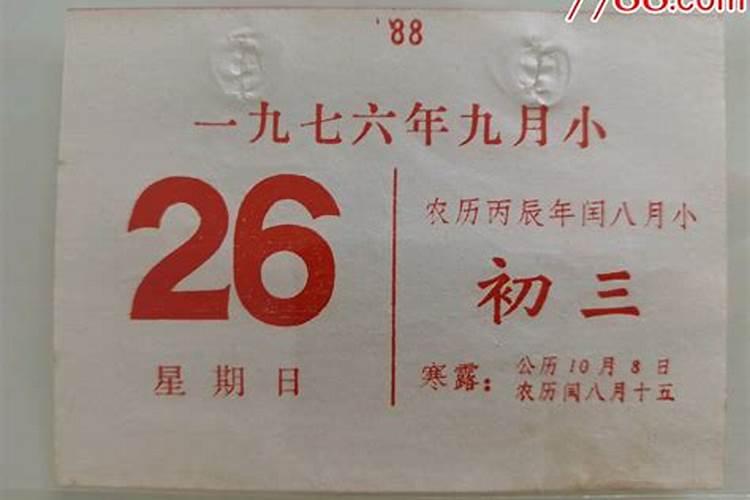 7788.com
'88
一九七六年九月小
26
星期日
农历丙辰年闰八月小
初三
寒露：
公历10月8日
农历闰八月十五